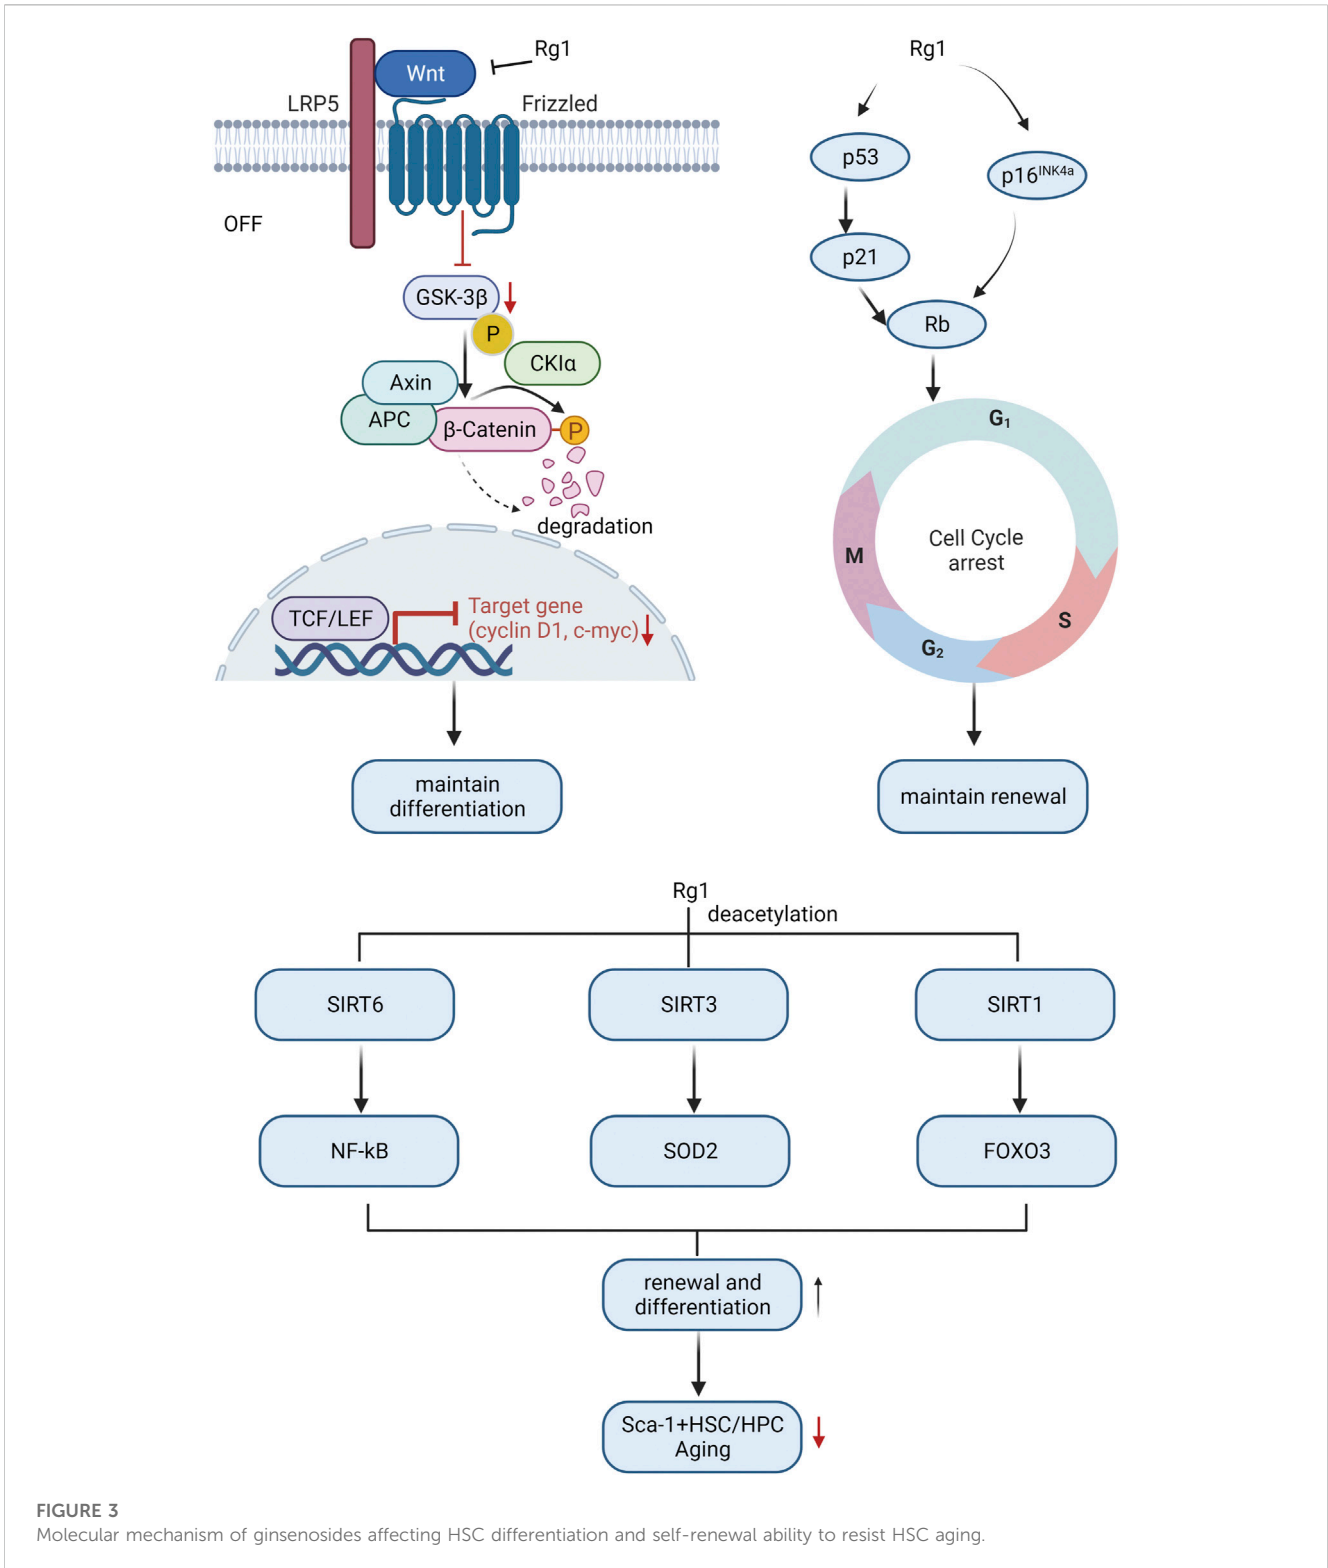 Rg1
Wnt
LRP5
Frizzled
OFF
GSK-3β
P
CKIα
Axin
APC
β-Catenin
P
degradation
TCF/LEF
Target gene
(cyclin D1, c-myc)
maintain
differentiation
Rg1
p53
p16INK4a
p21
Rb
G1
Cell Cycle
arrest
M
S
G2
maintain renewal
Rg1
deacetylation
SIRT6
SIRT3
SIRT1
NF-kB
SOD2
FOXO3
renewal and
differentiation
Sca-1+HSC/HPC
Aging
FIGURE 3
Molecular mechanism of ginsenosides affecting HSC differentiation and self-renewal ability to resist HSC aging.